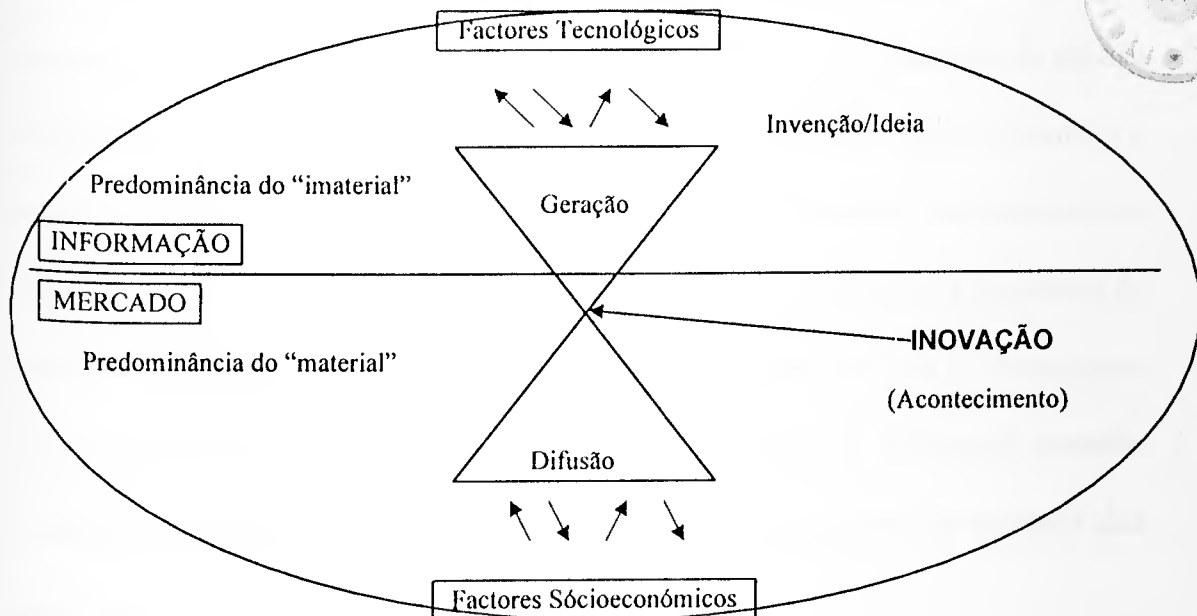 Factores Tecnológicos
Invenção/Ideia
Predominância do “imaterial”
Geração
INFORMAÇÃO
MERCADO
INOVAÇÃO
Predominância do “material”
(Acontecimento)
Difusão
Factores Sócioeconómicos